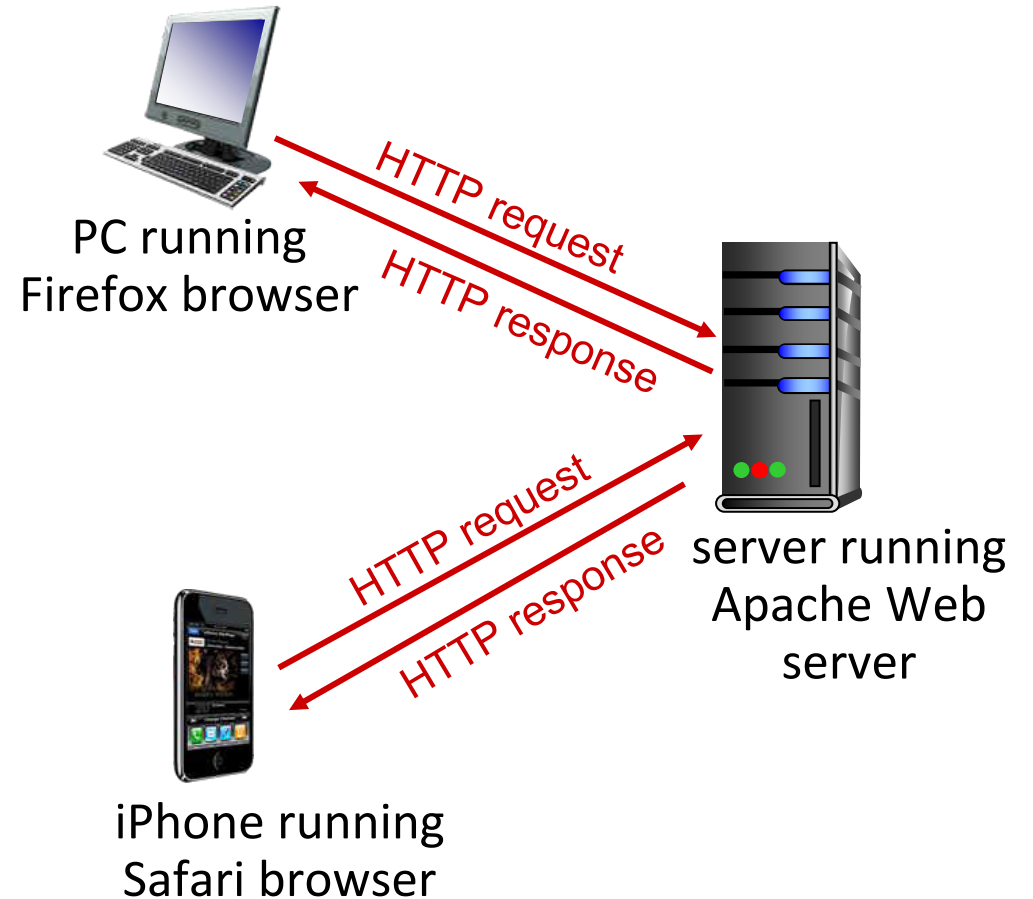 HTTP request
HTTP response
PC running
Firefox browser
HTTP request
HTTP response
server running
Apache Web
server
iPhone running
Safari browser